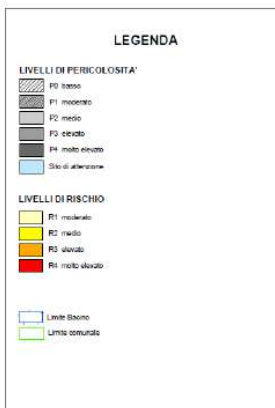 LEGENDA
LIVELLI DI PERICOLOSITA'
P0 basso
P1 moderato
P2 medio
P3 elevato
P4 molto elevato
Sito di attenzione
LIVELLI DI RISCHIO
R1 moderato
R2 medio
R3 elevato
R4 molto elevato
Limite Bacino
Limite comunale